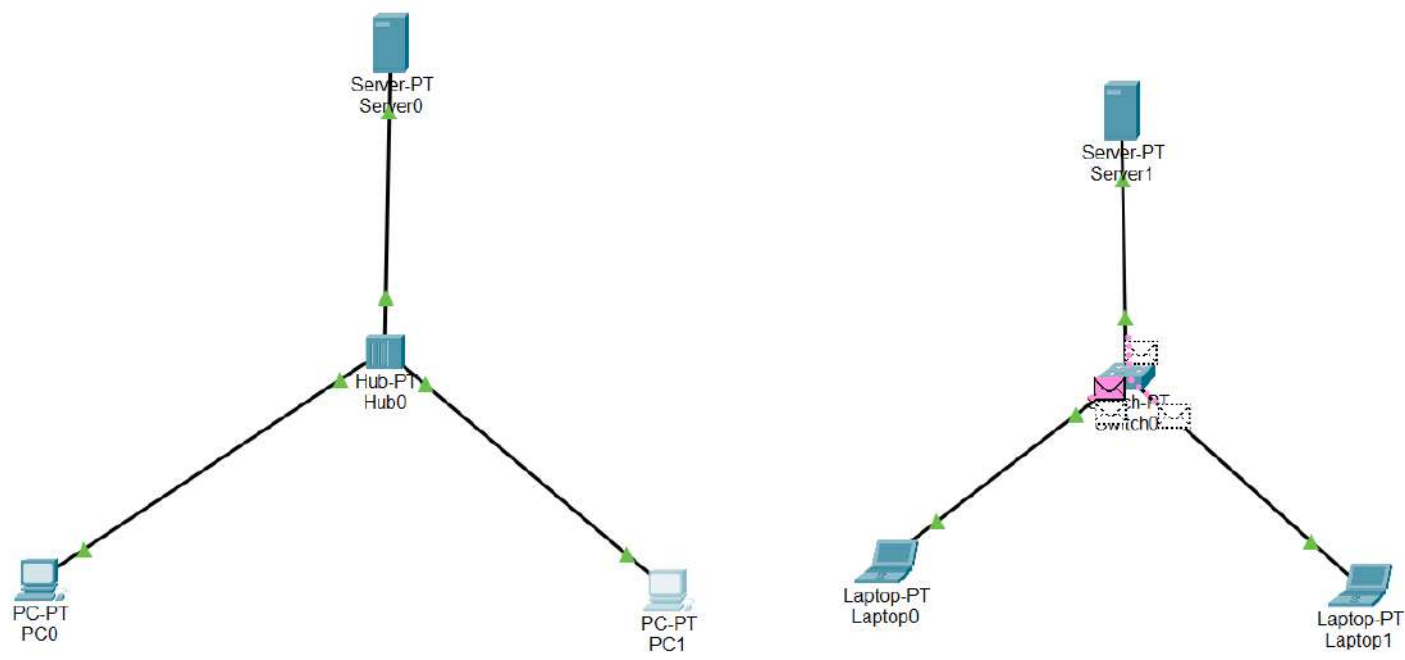 Server-PT
Server0
Server-PT
Server1
Hub-PT
Hub0
Laptop-PT
Laptop0
Laptop-PT
Laptop1
PC-PT
PC0
PC-PT
PC1